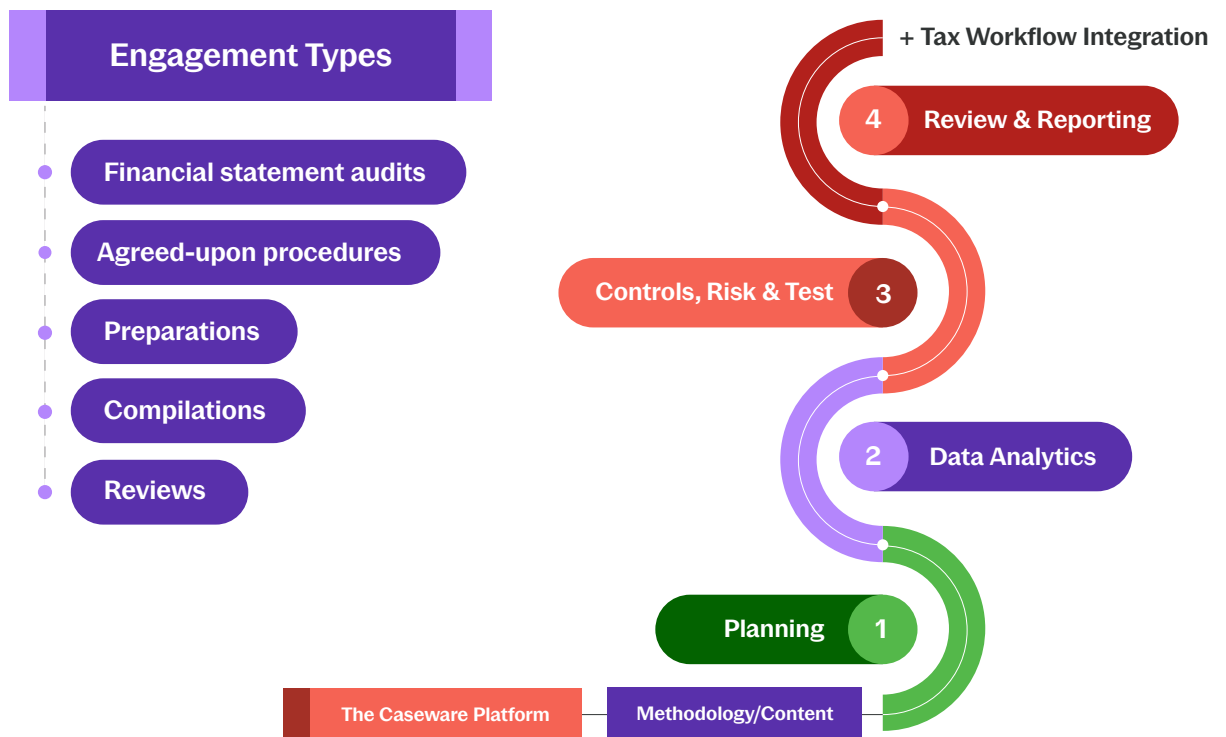 Engagement Types
Financial statement audits
Agreed-upon procedures
Preparations
Compilations
Reviews
+ Tax Workflow Integration
4 Review & Reporting
Controls, Risk & Test 3
2 Data Analytics
Planning 1
The Caseware Platform
Methodology/Content